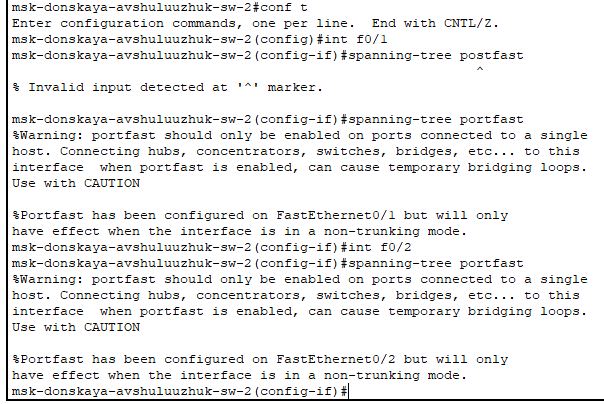 msk-donskaya-avshuluuzhuk-sw-2#conf t
Enter configuration commands, one per line.  End with CNTL/Z.
msk-donskaya-avshuluuzhuk-sw-2(config)#int f0/1
msk-donskaya-avshuluuzhuk-sw-2(config-if)#spanning-tree postfast
^
% Invalid input detected at '^' marker.
msk-donskaya-avshuluuzhuk-sw-2(config-if)#spanning-tree portfast
%Warning: portfast should only be enabled on ports connected to a single
host. Connecting hubs, concentrators, switches, bridges, etc... to this
interface  when portfast is enabled, can cause temporary bridging loops.
Use with CAUTION
%Portfast has been configured on FastEthernet0/1 but will only
have effect when the interface is in a non-trunking mode.
msk-donskaya-avshuluuzhuk-sw-2(config-if)#int f0/2
msk-donskaya-avshuluuzhuk-sw-2(config-if)#spanning-tree portfast
%Warning: portfast should only be enabled on ports connected to a single
host. Connecting hubs, concentrators, switches, bridges, etc... to this
interface  when portfast is enabled, can cause temporary bridging loops.
Use with CAUTION
%Portfast has been configured on FastEthernet0/2 but will only
have effect when the interface is in a non-trunking mode.
msk-donskaya-avshuluuzhuk-sw-2(config-if)#